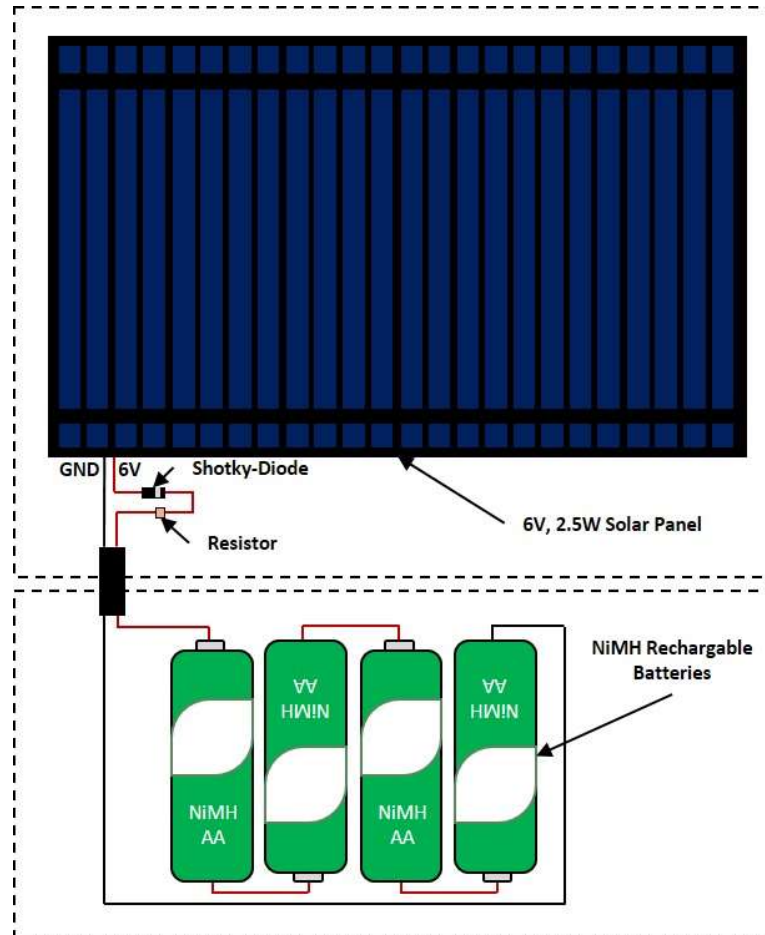 GND
6V
Shotky-Diode
Resistor
6V, 2.5W Solar Panel
NiMH Rechargable
Batteries
AA
NiMH
AA
NiMH
NiMH
AA
NiMH
AA